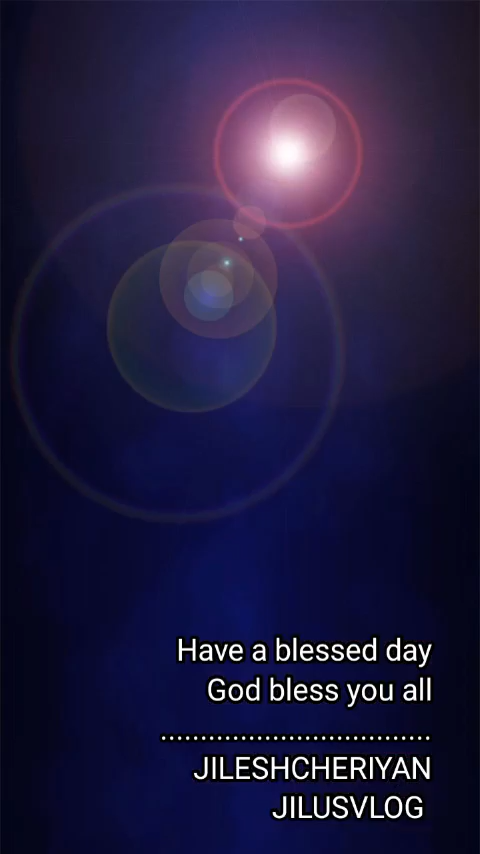 Have a blessed day
God bless you all
..................................
JILESHCHERIYAN
JILUSVLOG